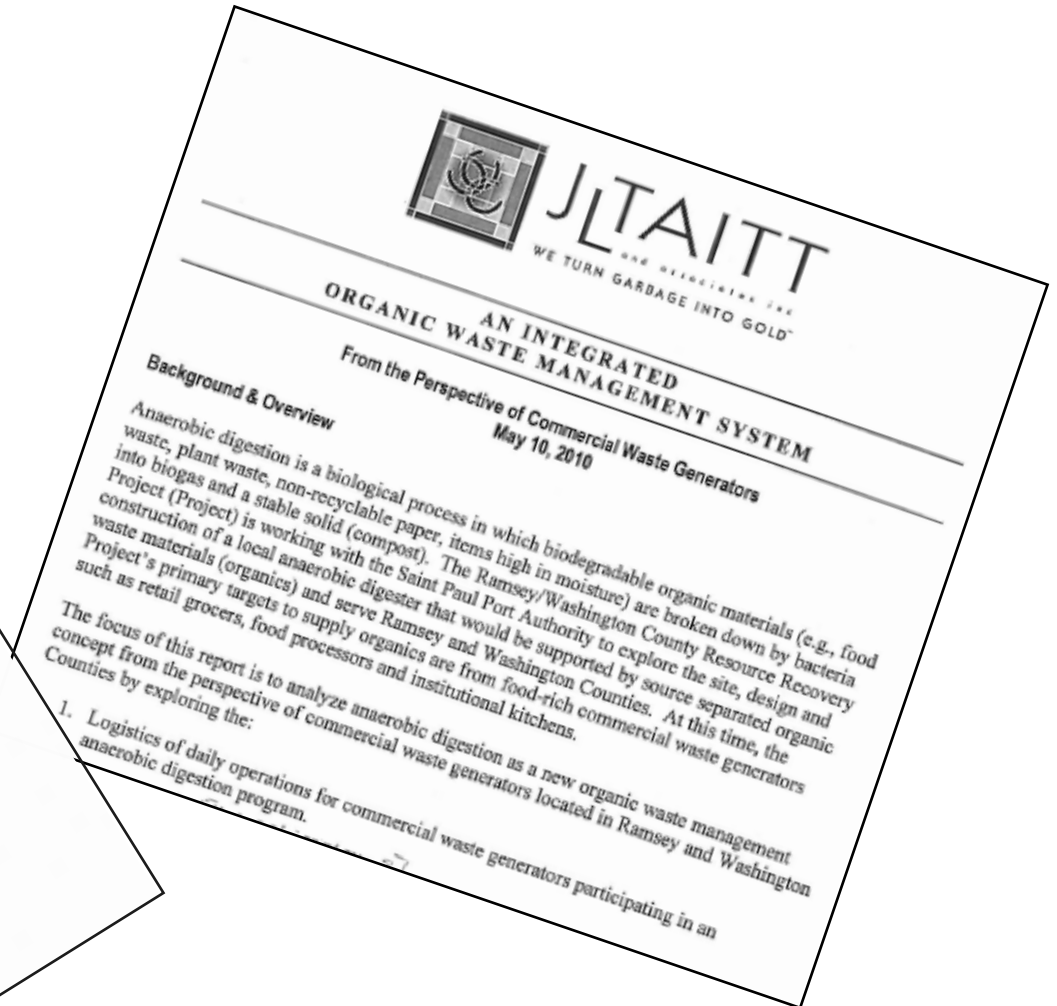 JLTAITT
and associates inc
WE TURN GARBAGE INTO GOLD
AN INTEGRATED
ORGANIC WASTE MANAGEMENT SYSTEM
From the Perspective of Commercial Waste Generators
May 10, 2010
Background & Overview
Anaerobic digestion is a biological process in which biodegradable organic materials (e.g., food
waste, plant waste, non-recyclable paper, items high in moisture) are broken down by bacteria
into biogas and a stable solid (compost). The Ramsey/Washington County Resource Recovery
Project (Project) is working with the Saint Paul Port Authority to explore the site, design and
construction of a local anaerobic digester that would be supported by source separated organic
waste materials (organics) and serve Ramsey and Washington Counties. At this time, the
Project's primary targets to supply organics are from food-rich commercial waste generators
such as retail grocers, food processors and institutional kitchens.
The focus of this report is to analyze anaerobic digestion as a new organic waste management
concept from the perspective of commercial waste generators located in Ramsey and Washington
Counties by exploring the:
1. Logistics of daily operations for commercial waste generators participating in an
anaerobic digestion program.